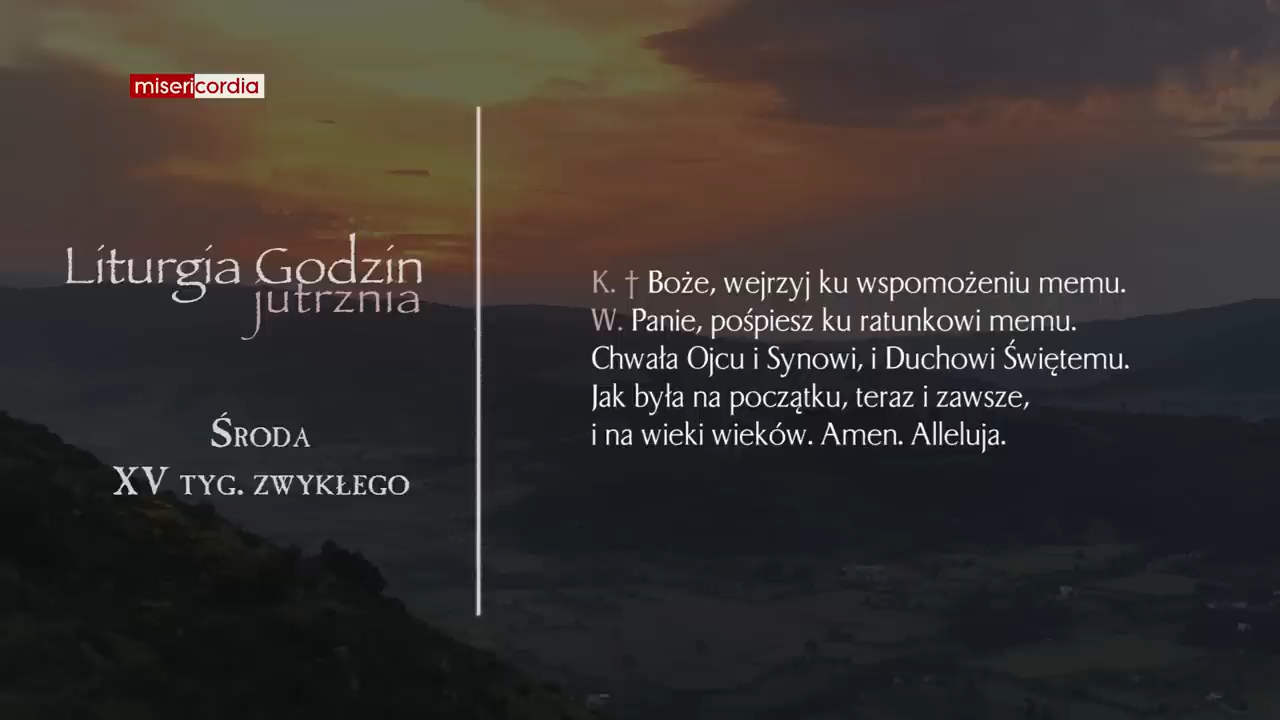 misericordia
Liturgia Godzin
jutrznia
Środa
XV tyg. zwykłego
K. † Boże, wejrzyj ku wspomożeniu memu.
W. Panie, pośpiesz ku ratunkowi memu.
Chwała Ojcu i Synowi, i Duchowi Świętemu.
Jak była na początku, teraz i zawsze,
i na wieki wieków. Amen. Alleluja.